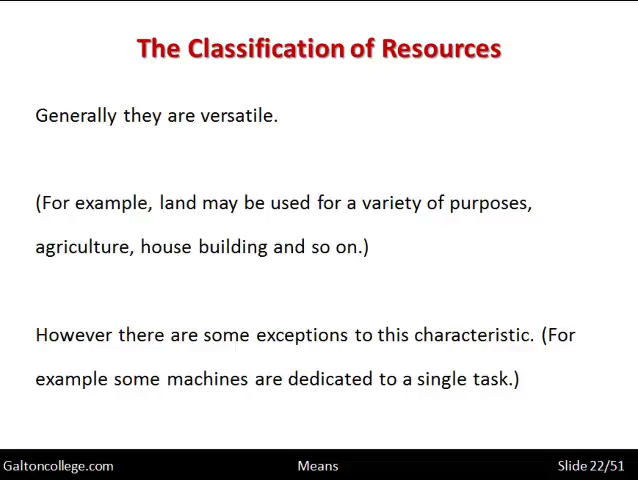 The Classification of Resources
Generally they are versatile.
(For example, land may be used for a variety of purposes,
agriculture, house building and so on.)
However there are some exceptions to this characteristic. (For
example some machines are dedicated to a single task.)
Galtoncollege.com Means Slide 22/51